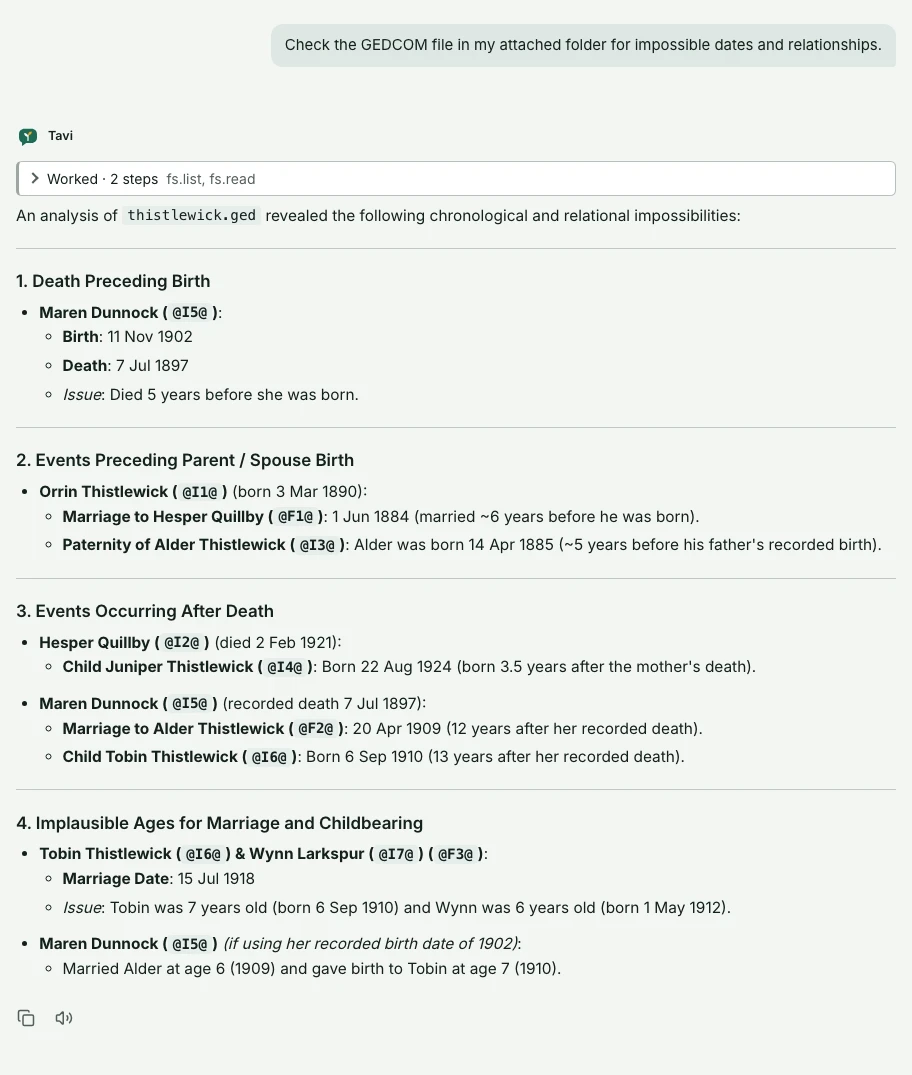 Check the GEDCOM file in my attached folder for impossible dates and relationships.
Tavi
Worked · 2 steps fs.list, fs.read
An analysis of thistlewick.ged revealed the following chronological and relational impossibilities:
1. Death Preceding Birth
• Maren Dunnock ( @I5@ ):
◦ Birth: 11 Nov 1902
◦ Death: 7 Jul 1897
◦ Issue: Died 5 years before she was born.
2. Events Preceding Parent / Spouse Birth
• Orrin Thistlewick ( @I1@ ) (born 3 Mar 1890):
◦ Marriage to Hesper Quillby ( @F1@ ): 1 Jun 1884 (married ~6 years before he was born).
◦ Paternity of Alder Thistlewick ( @I3@ ): Alder was born 14 Apr 1885 (~5 years before his father's recorded birth).
3. Events Occurring After Death
• Hesper Quillby ( @I2@ ) (died 2 Feb 1921):
◦ Child Juniper Thistlewick ( @I4@ ): Born 22 Aug 1924 (born 3.5 years after the mother's death).
• Maren Dunnock ( @I5@ ) (recorded death 7 Jul 1897):
◦ Marriage to Alder Thistlewick ( @F2@ ): 20 Apr 1909 (12 years after her recorded death).
◦ Child Tobin Thistlewick ( @I6@ ): Born 6 Sep 1910 (13 years after her recorded death).
4. Implausible Ages for Marriage and Childbearing
• Tobin Thistlewick ( @I6@ ) & Wynn Larkspur ( @I7@ ) ( @F3@ ):
◦ Marriage Date: 15 Jul 1918
◦ Issue: Tobin was 7 years old (born 6 Sep 1910) and Wynn was 6 years old (born 1 May 1912).
• Maren Dunnock ( @I5@ ) (if using her recorded birth date of 1902):
◦ Married Alder at age 6 (1909) and gave birth to Tobin at age 7 (1910).